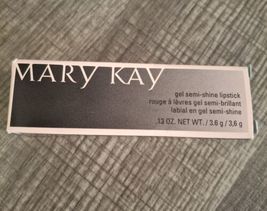 MARY KAY
gel semi-shine lipstick
rouge à lèvres gel semi-brillant
labial en gel semi-shine
.13 OZ. NET WT. / 3.6 g / 3,6 g